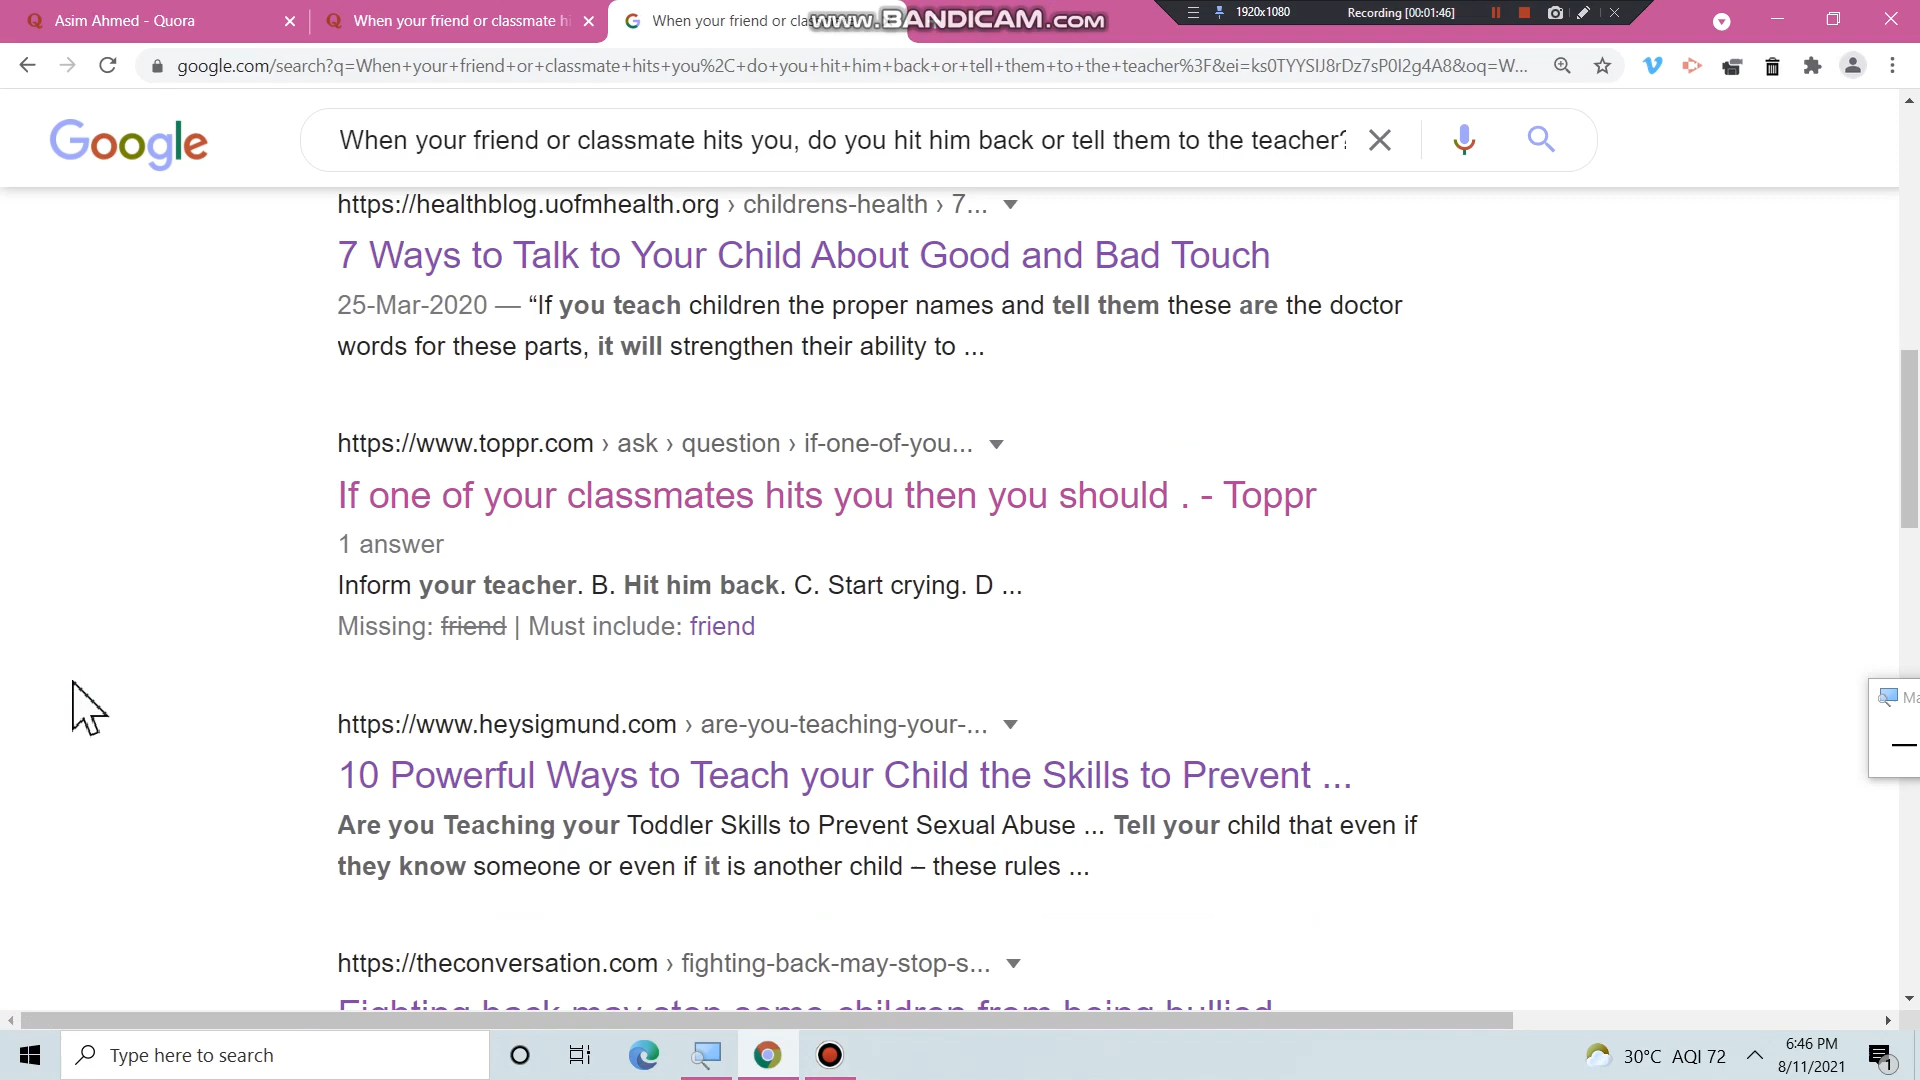 Asim Ahmed - Quora
When your friend or classmate hi
When your friend or cla
www.BANDICAM.com
1920x1080
Recording [00:01:46]
google.com/search?q=When+your+friend+or+classmate+hits+you%2C+do+you+hit+him+back+or+tell+them+to+the+teacher%3F&ei=ks0TYYSIJ8rDz7sP0I2g4A8&oq=W...
Google
When your friend or classmate hits you, do you hit him back or tell them to the teacher?
https://healthblog.uofmhealth.org › childrens-health › 7...
7 Ways to Talk to Your Child About Good and Bad Touch
25-Mar-2020 — “If you teach children the proper names and tell them these are the doctor
words for these parts, it will strengthen their ability to ...
https://www.toppr.com › ask › question › if-one-of-you...
If one of your classmates hits you then you should . - Toppr
1 answer
Inform your teacher. B. Hit him back. C. Start crying. D ...
Missing: friend | Must include: friend
Ma
https://www.heysigmund.com › are-you-teaching-your-...
10 Powerful Ways to Teach your Child the Skills to Prevent ...
Are you Teaching your Toddler Skills to Prevent Sexual Abuse ... Tell your child that even if
they know someone or even if it is another child – these rules ...
https://theconversation.com › fighting-back-may-stop-s...
Fighting back may stop some children from being bullied
Type here to search
30°C AQI 72
6:46 PM
8/11/2021
1